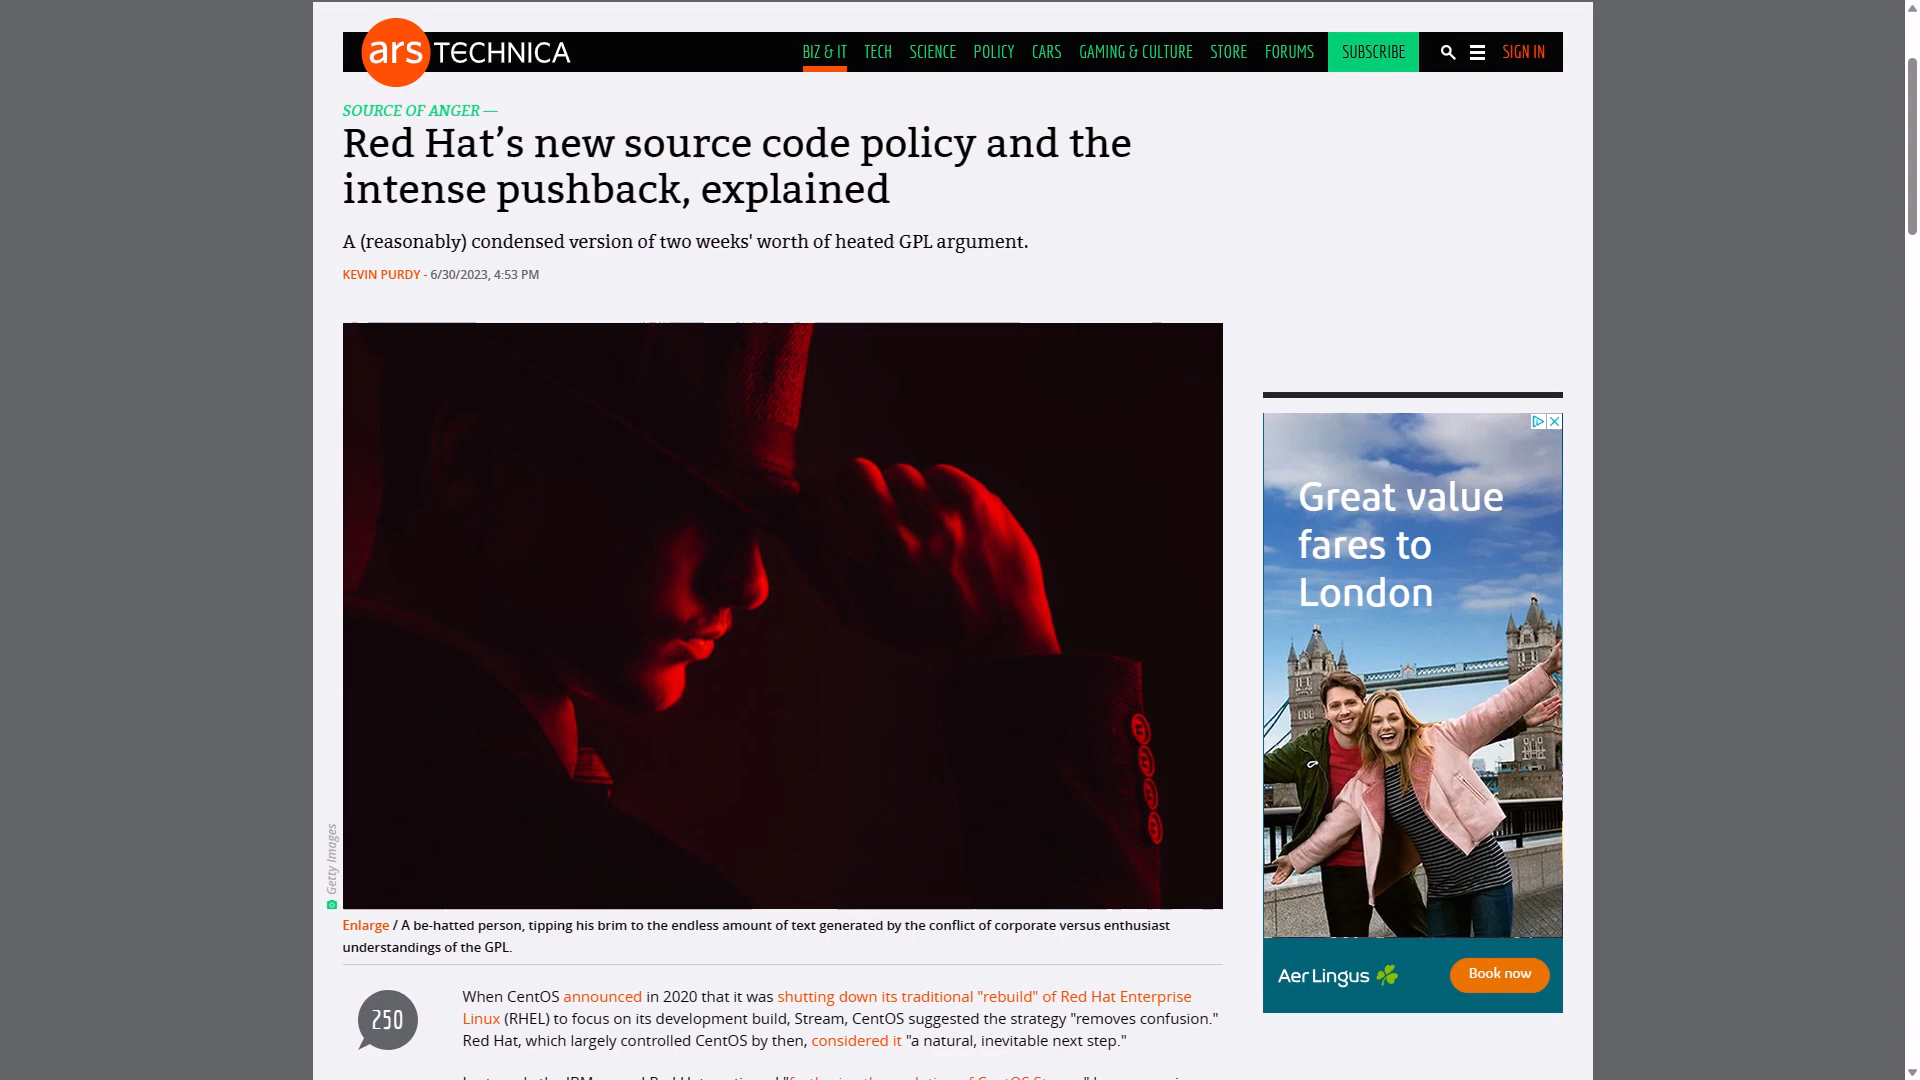 ars TECHNICA
BIZ & IT TECH SCIENCE POLICY CARS GAMING & CULTURE STORE FORUMS SUBSCRIBE SIGN IN
SOURCE OF ANGER —
Red Hat’s new source code policy and the
intense pushback, explained
A (reasonably) condensed version of two weeks' worth of heated GPL argument.
KEVIN PURDY - 6/30/2023, 4:53 PM
Getty Images
Enlarge / A be-hatted person, tipping his brim to the endless amount of text generated by the conflict of corporate versus enthusiast
understandings of the GPL.
250
When CentOS announced in 2020 that it was shutting down its traditional "rebuild" of Red Hat Enterprise
Linux (RHEL) to focus on its development build, Stream, CentOS suggested the strategy "removes confusion."
Red Hat, which largely controlled CentOS by then, considered it "a natural, inevitable next step."
Great value
fares to
London
Aer Lingus
Book now